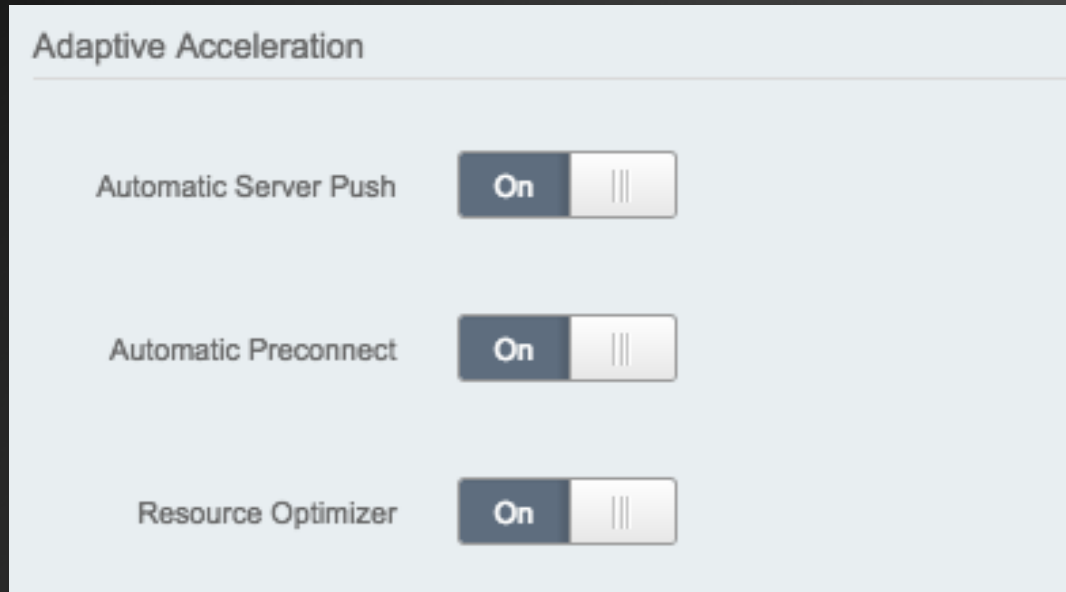 Adaptive Acceleration
Automatic Server Push On
Automatic Preconnect On
Resource Optimizer On